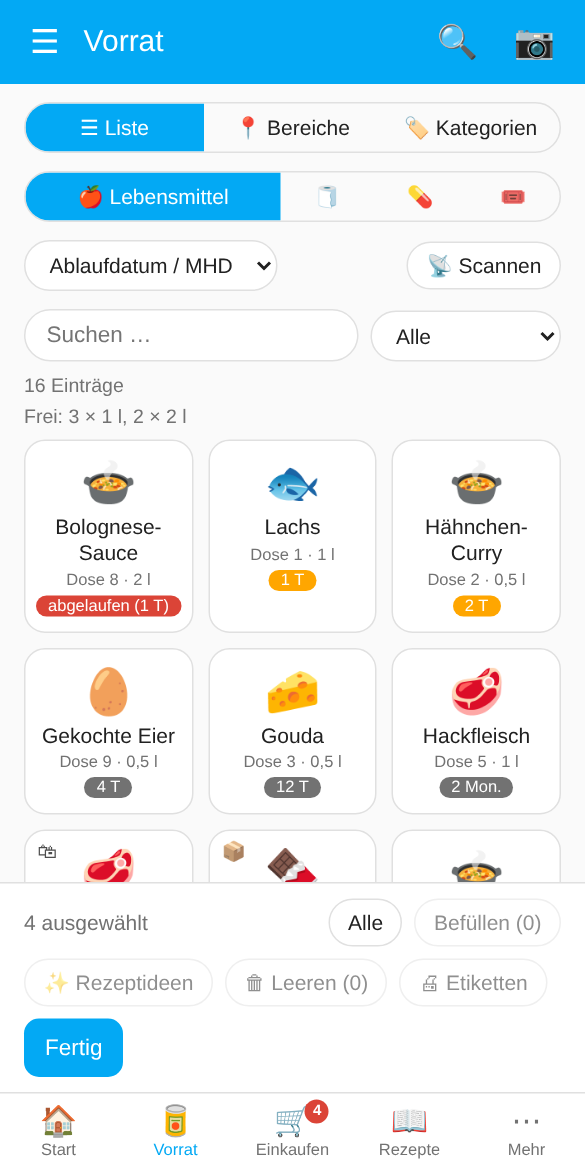 ☰ Vorrat
☰ Liste Bereiche Kategorien
Lebensmittel
Ablaufdatum / MHD Scannen
Suchen … Alle
16 Einträge
Frei: 3 × 1 l, 2 × 2 l
Bolognese-
Sauce
Dose 8 · 2 l
abgelaufen (1 T)
Lachs
Dose 1 · 1 l
1 T
Hähnchen-
Curry
Dose 2 · 0,5 l
2 T
Gekochte Eier
Dose 9 · 0,5 l
4 T
Gouda
Dose 3 · 0,5 l
12 T
Hackfleisch
Dose 5 · 1 l
2 Mon.
4 ausgewählt Alle Befüllen (0)
Rezeptideen Leeren (0) Etiketten
Fertig
4
Start Vorrat Einkaufen Rezepte Mehr